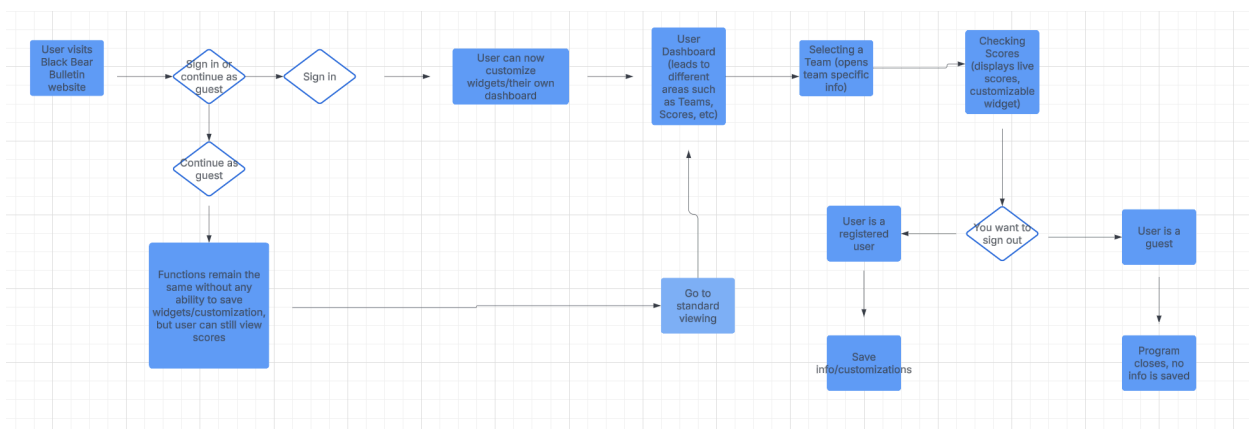 User visits
Black Bear
Bulletin
website
Sign in or
continue as
guest
Sign in
User can now
customize
widgets/their own
dashboard
User
Dashboard
(leads to
different
areas such
as Teams,
Scores, etc)
Selecting a
Team (opens
team specific
info)
Checking
Scores
(displays live
scores,
customizable
widget)
Continue as
guest
Functions remain the
same without any
ability to save
widgets/customization,
but user can still view
scores
Go to
standard
viewing
User is a
registered
user
You want to
sign out
User is a
guest
Save
info/customizations
Program
closes, no
info is saved